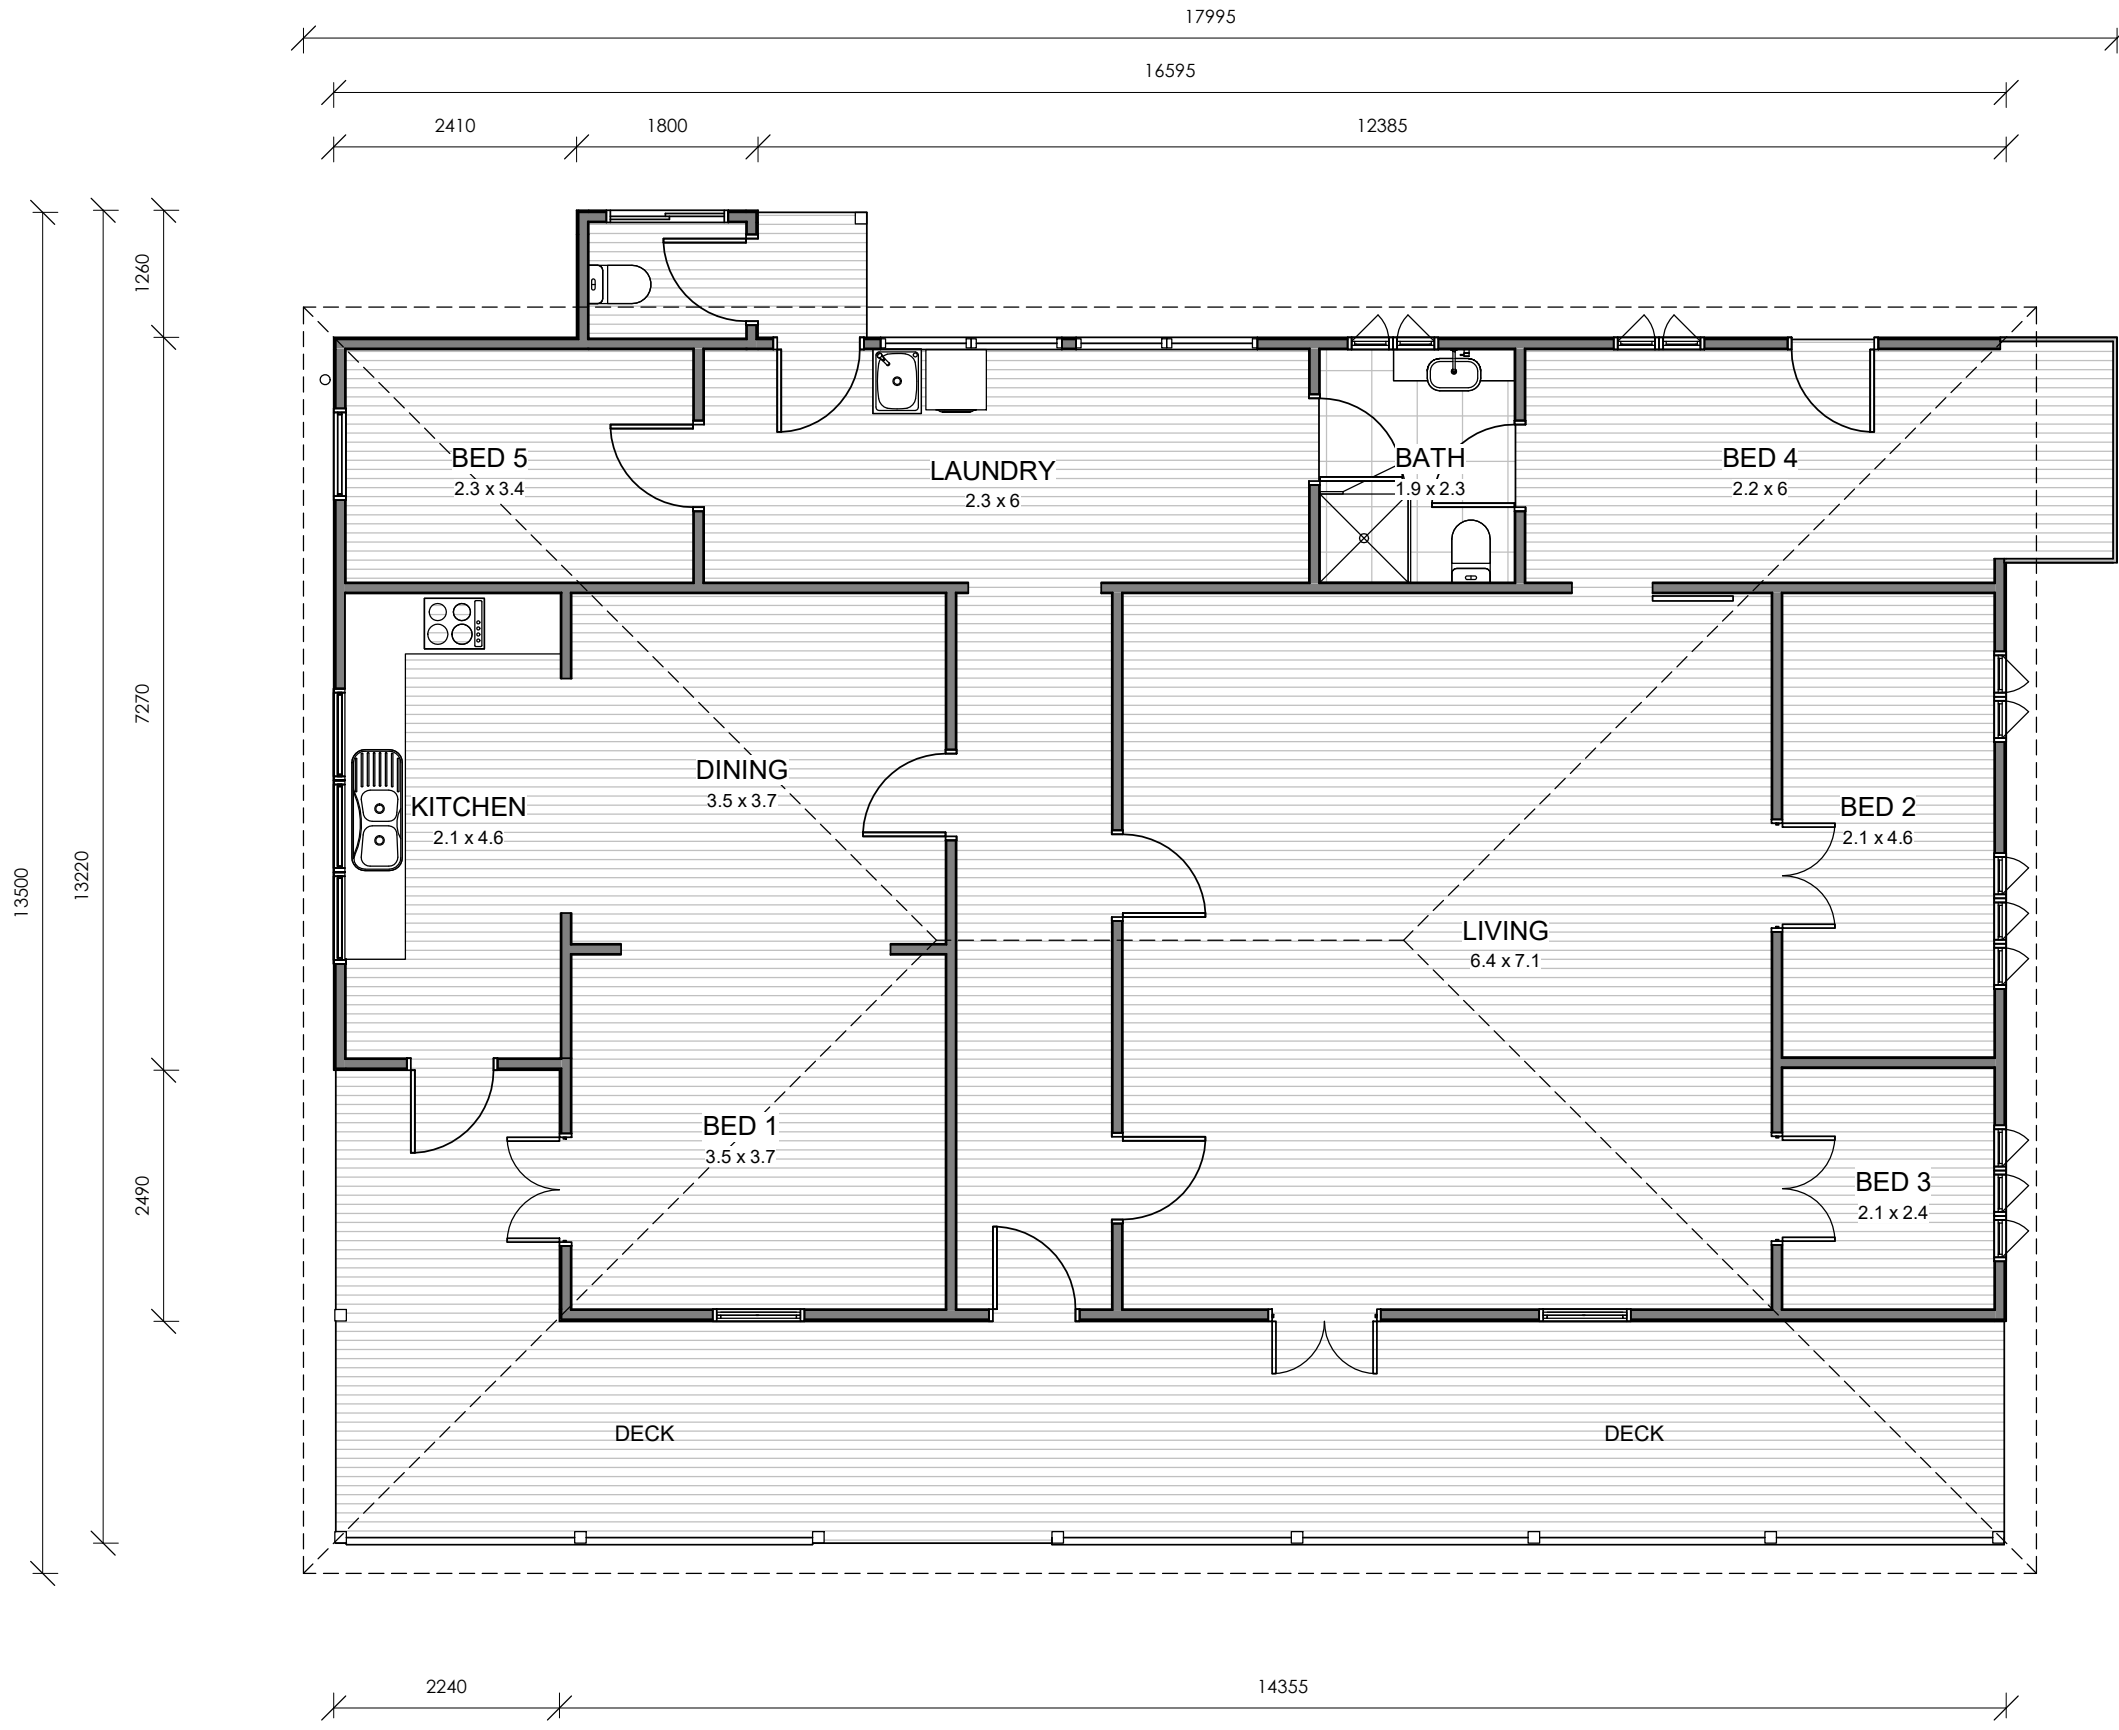 17995
16595
2410
1800
12385
1260
7270
2490
13220
13500
BED 5
2.3 x 3.4
LAUNDRY
2.3 x 6
BATH
1.9 x 2.3
BED 4
2.2 x 6
DINING
3.5 x 3.7
KITCHEN
2.1 x 4.6
BED 2
2.1 x 4.6
LIVING
6.4 x 7.1
BED 1
3.5 x 3.7
BED 3
2.1 x 2.4
DECK
DECK
2240
14355